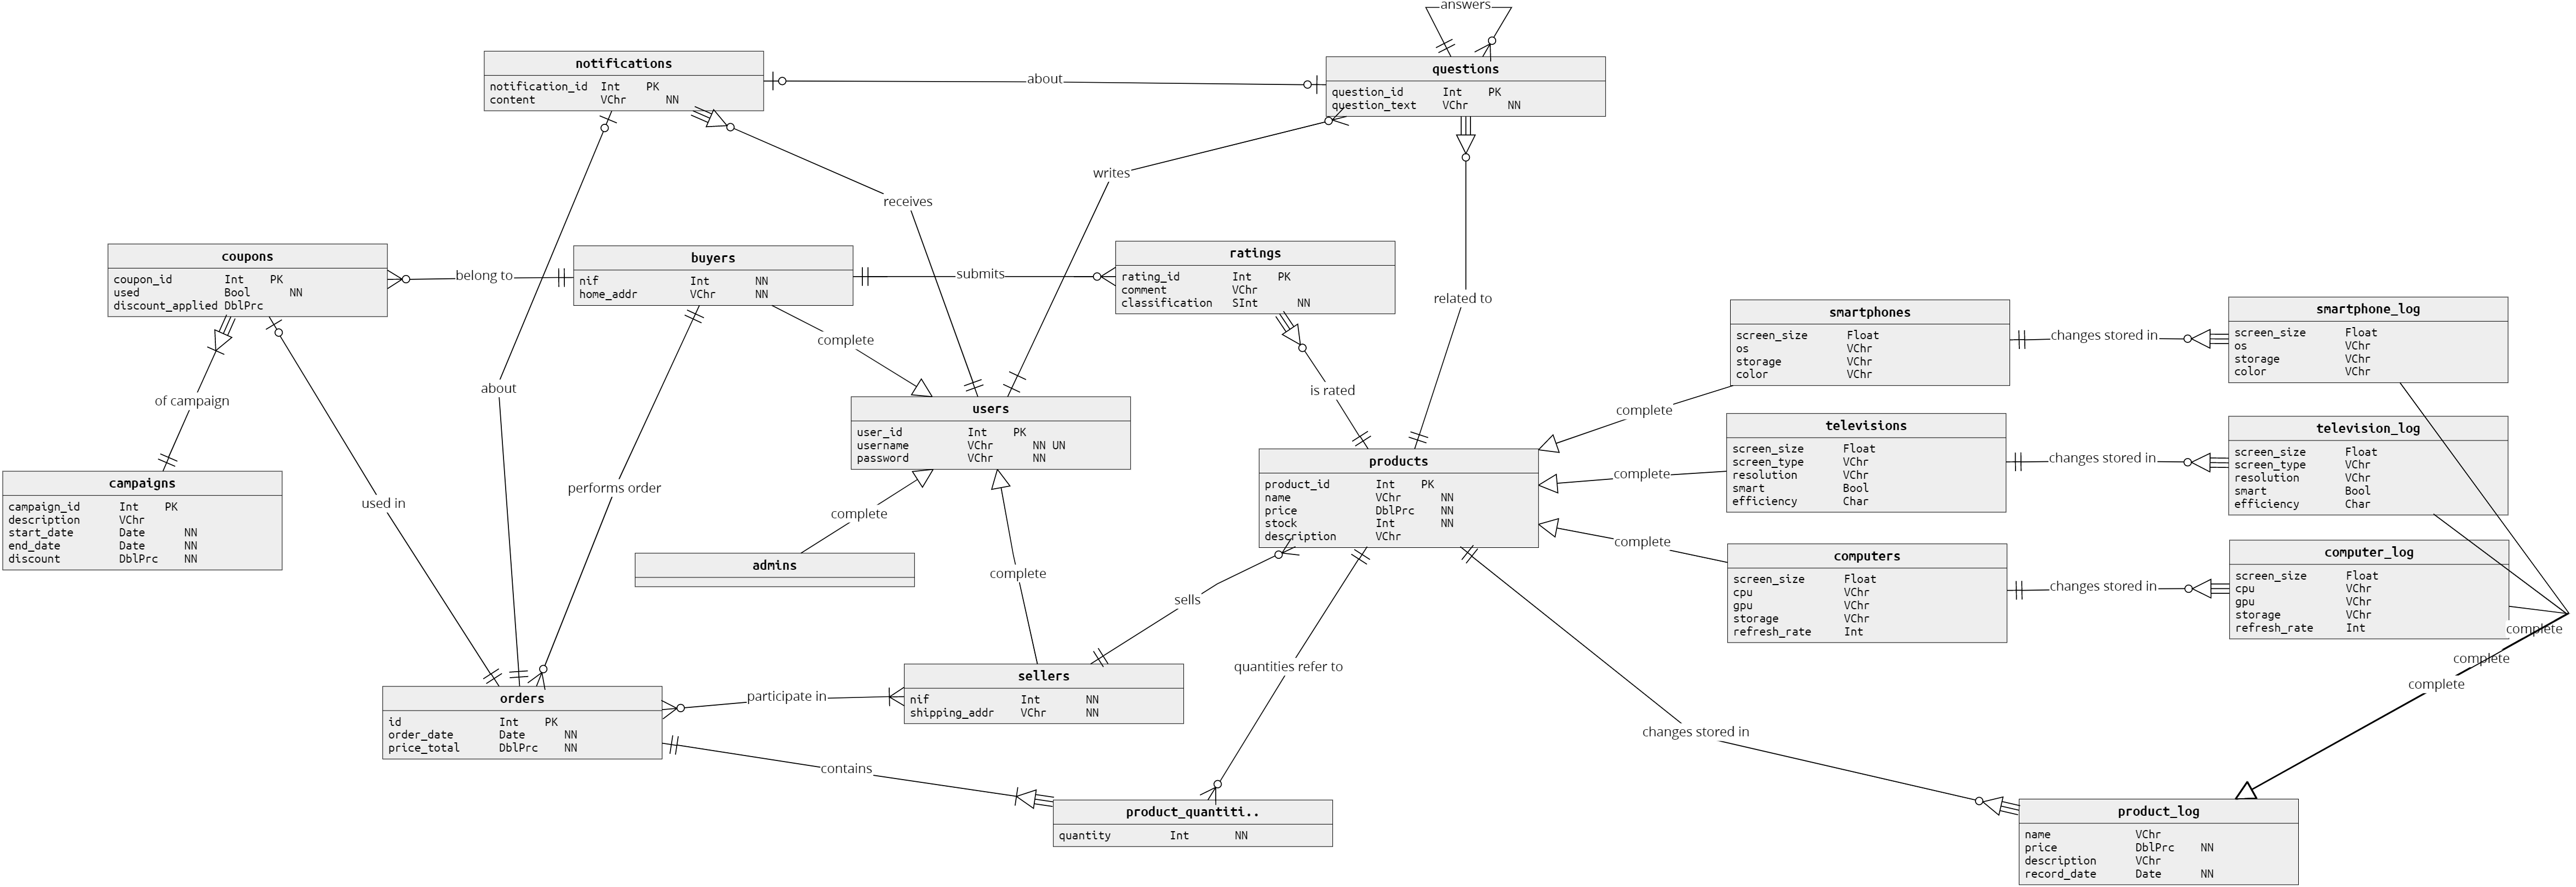 answers
notifications
notification_id Int PK
content VChr NN
about
questions
question_id Int PK
question_text VChr NN
writes
receives
coupons
coupon_id Int PK
used Bool NN
discount_applied DblPrc
belong to
buyers
nif Int NN
home_addr VChr NN
submits
ratings
rating_id Int PK
comment VChr
classification SInt NN
related to
smartphones
screen_size Float
os VChr
storage VChr
color VChr
changes stored in
smartphone_log
screen_size Float
os VChr
storage VChr
color VChr
complete
about
of campaign
is rated
complete
users
user_id Int PK
username VChr NN UN
password VChr NN
televisions
screen_size Float
screen_type VChr
resolution VChr
smart Bool
efficiency Char
changes stored in
television_log
screen_size Float
screen_type VChr
resolution VChr
smart Bool
efficiency Char
products
product_id Int PK
name VChr NN
price DblPrc NN
stock Int NN
description VChr
complete
campaigns
campaign_id Int PK
description VChr
start_date Date NN
end_date Date NN
discount DblPrc NN
used in
performs order
complete
complete
computers
screen_size Float
cpu VChr
gpu VChr
storage VChr
refresh_rate Int
changes stored in
computer_log
screen_size Float
cpu VChr
gpu VChr
storage VChr
refresh_rate Int
admins
complete
sells
complete
complete
complete
quantities refer to
orders
id Int PK
order_date Date NN
price_total DblPrc NN
participate in
sellers
nif Int NN
shipping_addr VChr NN
changes stored in
contains
product_quantiti..
quantity Int NN
product_log
name VChr
price DblPrc NN
description VChr
record_date Date NN